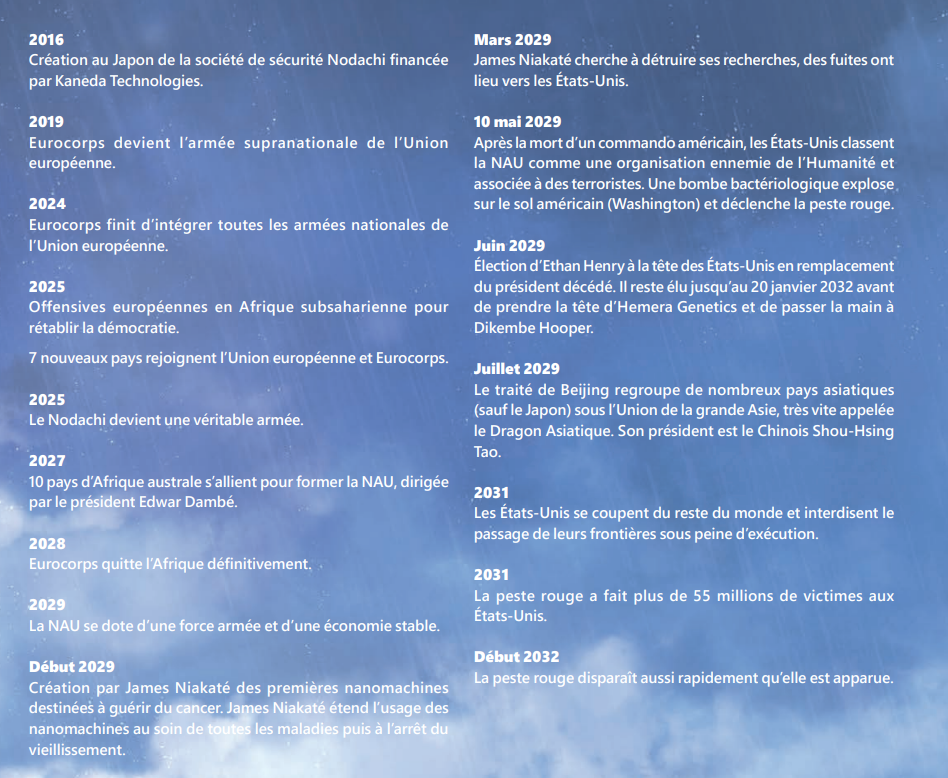 2016
Création au Japon de la société de sécurité Nodachi financée
par Kaneda Technologies.
2019
Eurocorps devient l'armée supranationale de l'Union
européenne.
2024
Eurocorps finit d'intégrer toutes les armées nationales de
l'Union européenne.
2025
Offensives européennes en Afrique subsaharienne pour
rétablir la démocratie.
7 nouveaux pays rejoignent l'Union européenne et Eurocorps.
2025
Le Nodachi devient une véritable armée.
2027
10 pays d'Afrique australe s'allient pour former la NAU, dirigée
par le président Edwar Dambé.
2028
Eurocorps quitte l'Afrique définitivement.
2029
La NAU se dote d'une force armée et d'une économie stable.
Début 2029
Création par James Niakaté des premières nanomachines
destinées à guérir du cancer. James Niakaté étend l'usage des
nanomachines au soin de toutes les maladies puis à l'arrêt du
vieillissement.
Mars 2029
James Niakaté cherche à détruire ses recherches, des fuites ont
lieu vers les États-Unis.
10 mai 2029
Après la mort d'un commando américain, les États-Unis classent
la NAU comme une organisation ennemie de l'Humanité et
associée à des terroristes. Une bombe bactériologique explose
sur le sol américain (Washington) et déclenche la peste rouge.
Juin 2029
Élection d'Ethan Henry à la tête des États-Unis en remplacement
du président décédé. Il reste élu jusqu'au 20 janvier 2032 avant
de prendre la tête d'Hemera Genetics et de passer la main à
Dikembe Hooper.
Juillet 2029
Le traité de Beijing regroupe de nombreux pays asiatiques
(sauf le Japon) sous l'Union de la grande Asie, très vite appelée
le Dragon Asiatique. Son président est le Chinois Shou-Hsing
Tao.
2031
Les États-Unis se coupent du reste du monde et interdisent le
passage de leurs frontières sous peine d'exécution.
2031
La peste rouge a fait plus de 55 millions de victimes aux
États-Unis.
Début 2032
La peste rouge disparaît aussi rapidement qu'elle est apparue.